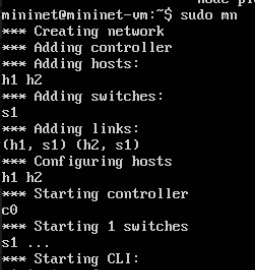 mininet@mininet-vm:~$ sudo mn
*** Creating network
*** Adding controller
*** Adding hosts:
h1 h2
*** Adding switches:
s1
*** Adding links:
(h1, s1) (h2, s1)
*** Configuring hosts
h1 h2
*** Starting controller
c0
*** Starting 1 switches
s1 ...
*** Starting CLI: